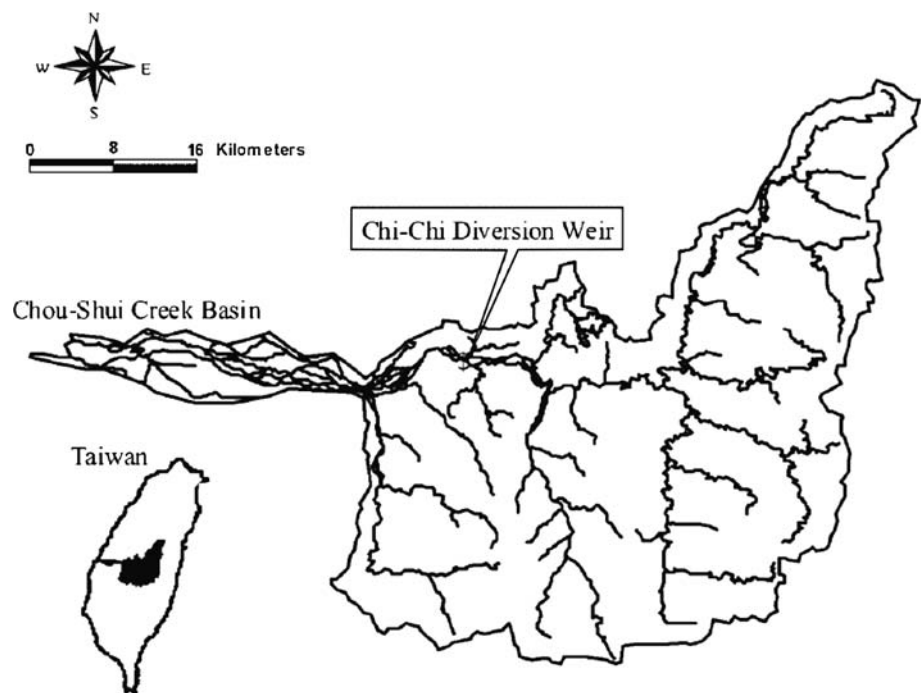 N
W E
S
0 8 16 Kilometers
Chi-Chi Diversion Weir
Chou-Shui Creek Basin
Taiwan